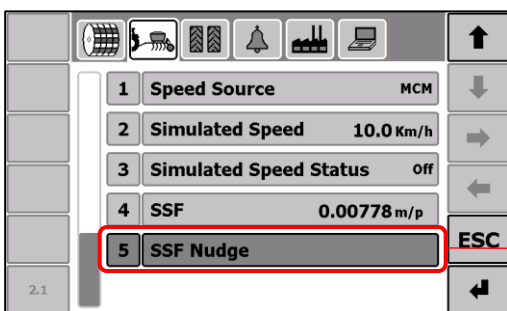 1 Speed Source MCM
2 Simulated Speed 10.0 Km/h
3 Simulated Speed Status Off
4 SSF 0.00778 m/p
5 SSF Nudge
ESC
2.1